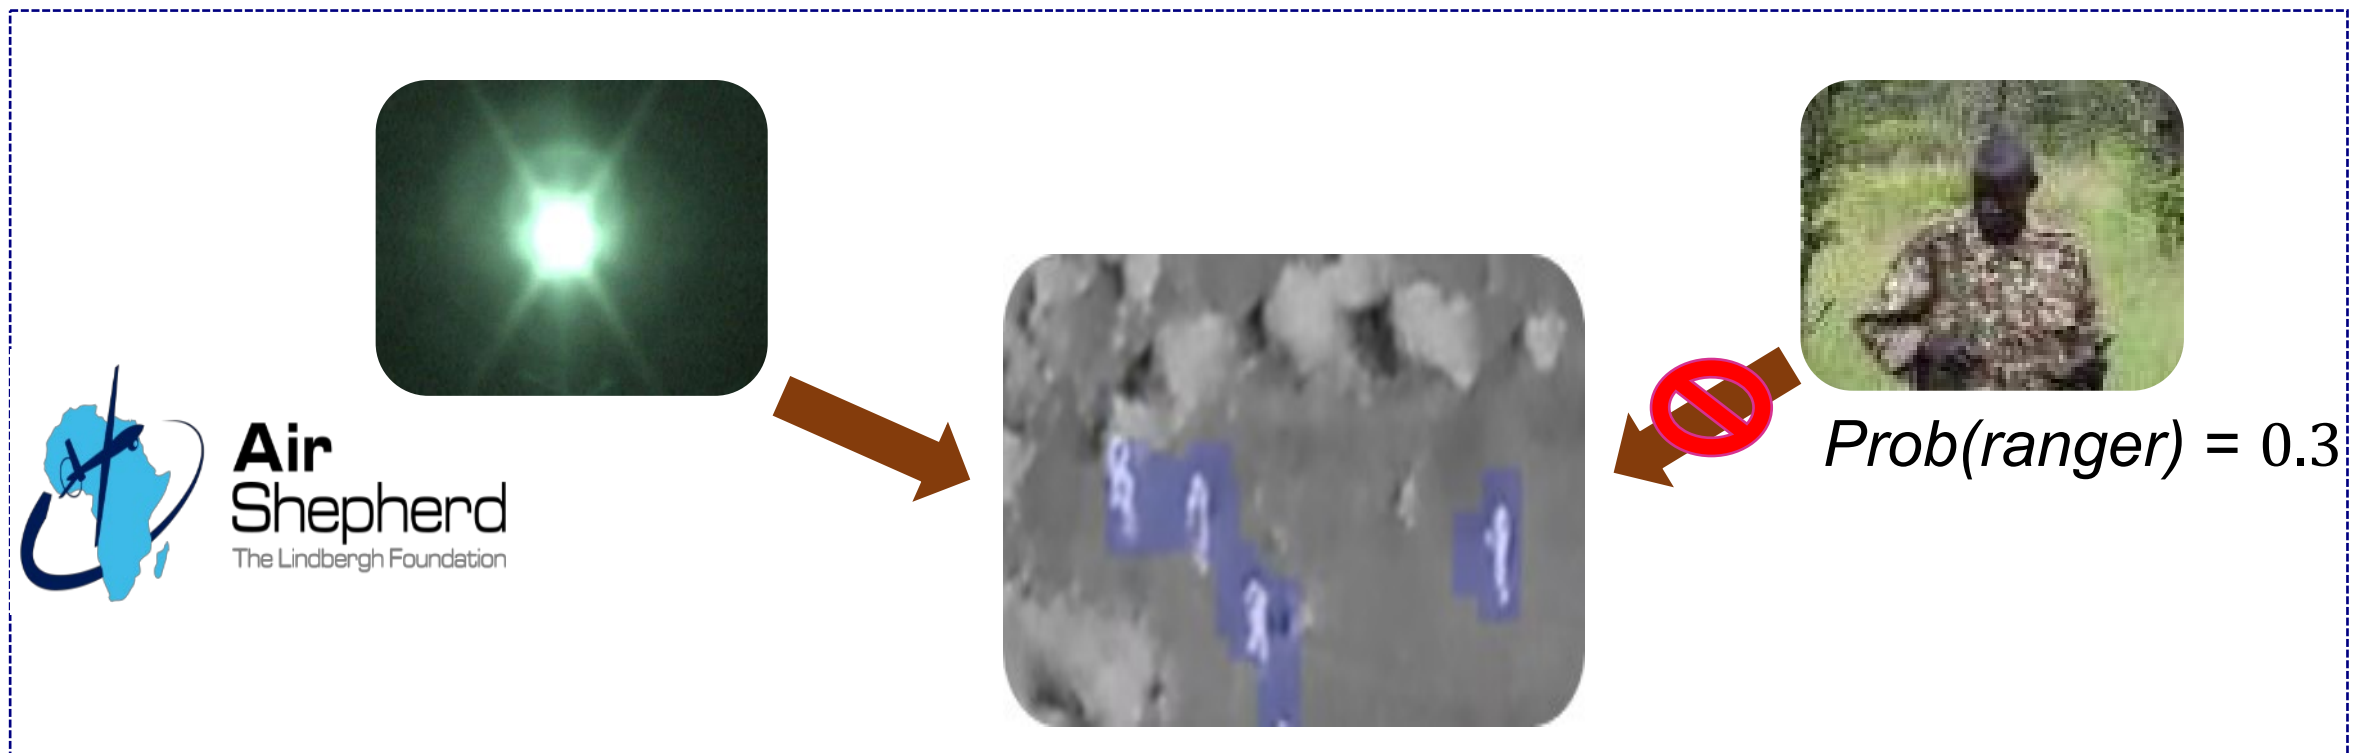 Air
Shepherd
The Lindbergh Foundation
Prob(ranger) = 0.3